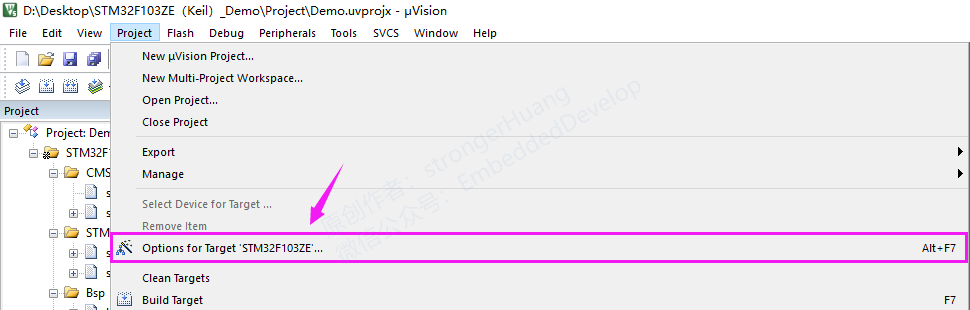 D:\Desktop\STM32F103ZE（Keil）_Demo\Project\Demo.uvprojx - µVision
File Edit View Project Flash Debug Peripherals Tools SVCS Window Help
New µVision Project...
New Multi-Project Workspace...
Open Project...
Close Project
Project
Project: Dem
Export
STM32F1
Manage
CMS
s
Select Device for Target ...
s
Remove Item
STM
Options for Target 'STM32F103ZE'... Alt+F7
s
s
Clean Targets
Bsp
Build Target F7
原创作者：strongerHuang
微信公众号：EmbeddedDevelop